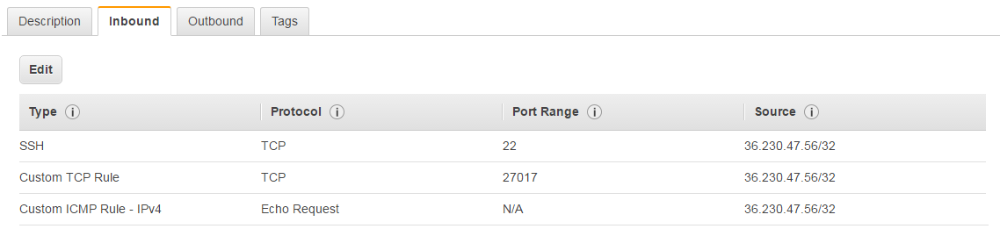 Description Inbound Outbound Tags
Edit
Type Protocol Port Range Source
SSH TCP 22 36.230.47.56/32
Custom TCP Rule TCP 27017 36.230.47.56/32
Custom ICMP Rule - IPv4 Echo Request N/A 36.230.47.56/32